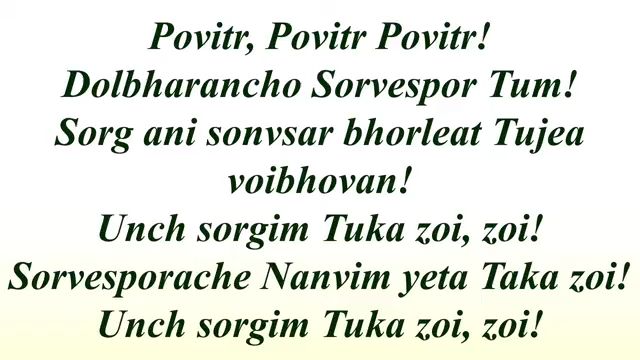 Povitr, Povitr Povitr!
Dolbharancho Sorvespor Tum!
Sorg ani sonvsar bhorleat Tujea
voibhovan!
Unch sorgim Tuka zoi, zoi!
Sorvesporache Nanvim yeta Taka zoi!
Unch sorgim Tuka zoi, zoi!